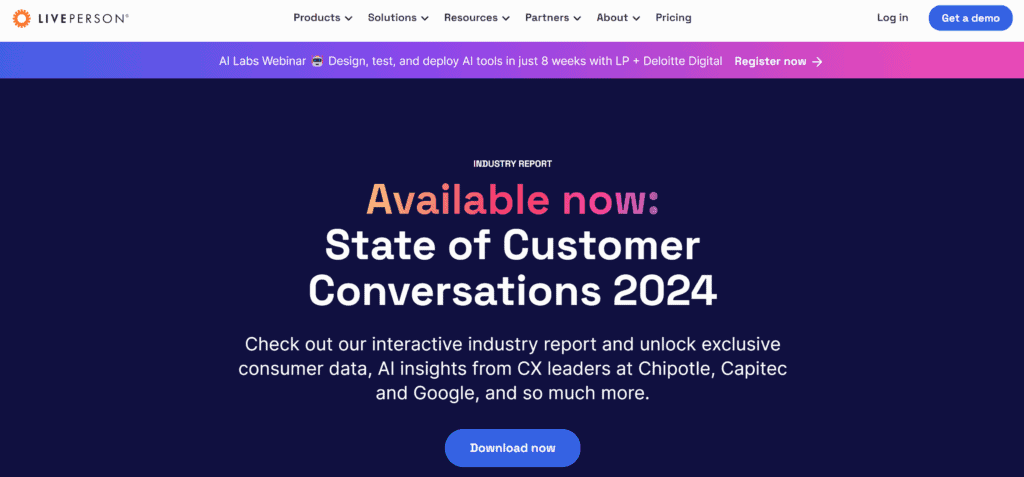 LIVEPERSON®
Products
Solutions
Resources
Partners
About
Pricing
Log in
Get a demo
AI Labs Webinar 🤖 Design, test, and deploy AI tools in just 8 weeks with LP + Deloitte Digital Register now →
INDUSTRY REPORT
Available now:
State of Customer
Conversations 2024
Check out our interactive industry report and unlock exclusive
consumer data, AI insights from CX leaders at Chipotle, Capitec
and Google, and so much more.
Download now